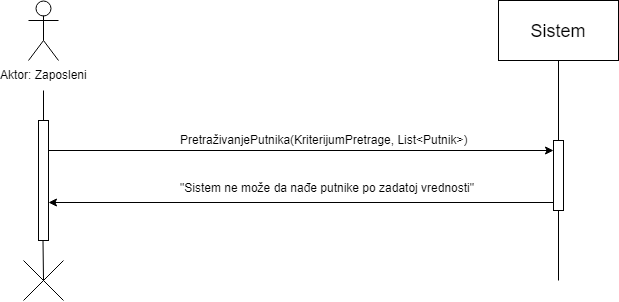 Sistem
Aktor: Zaposleni
PretraživanjePutnika(KriterijumPretrage, List<Putnik>)
"Sistem ne može da nađe putnike po zadatoj vrednosti"